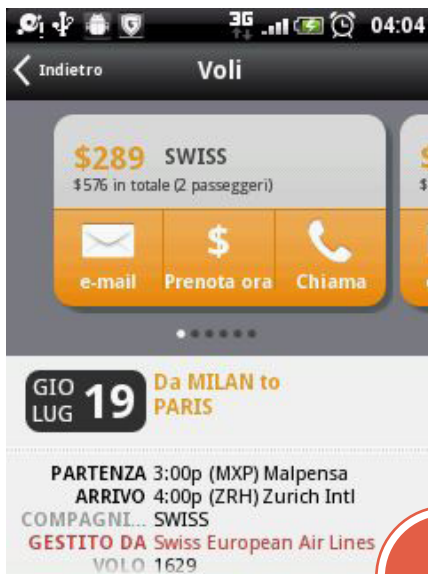 3G 04:04
Indietro Voli
$289 SWISS
$576 in totale (2 passeggeri)
$
e-mail Prenota ora Chiama
GIO LUG 19 Da MILAN to PARIS
PARTENZA 3:00p (MXP) Malpensa
ARRIVO 4:00p (ZRH) Zurich Intl
COMPAGNI... SWISS
GESTITO DA Swiss European Air Lines
VOLO 1629